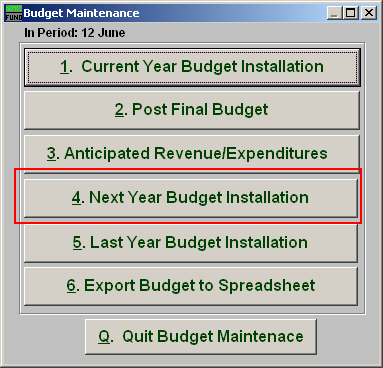 Budget Maintenance
FUND
In Period: 12 June
1. Current Year Budget Installation
2. Post Final Budget
3. Anticipated Revenue/Expenditures
4. Next Year Budget Installation
5. Last Year Budget Installation
6. Export Budget to Spreadsheet
Q. Quit Budget Maintenace